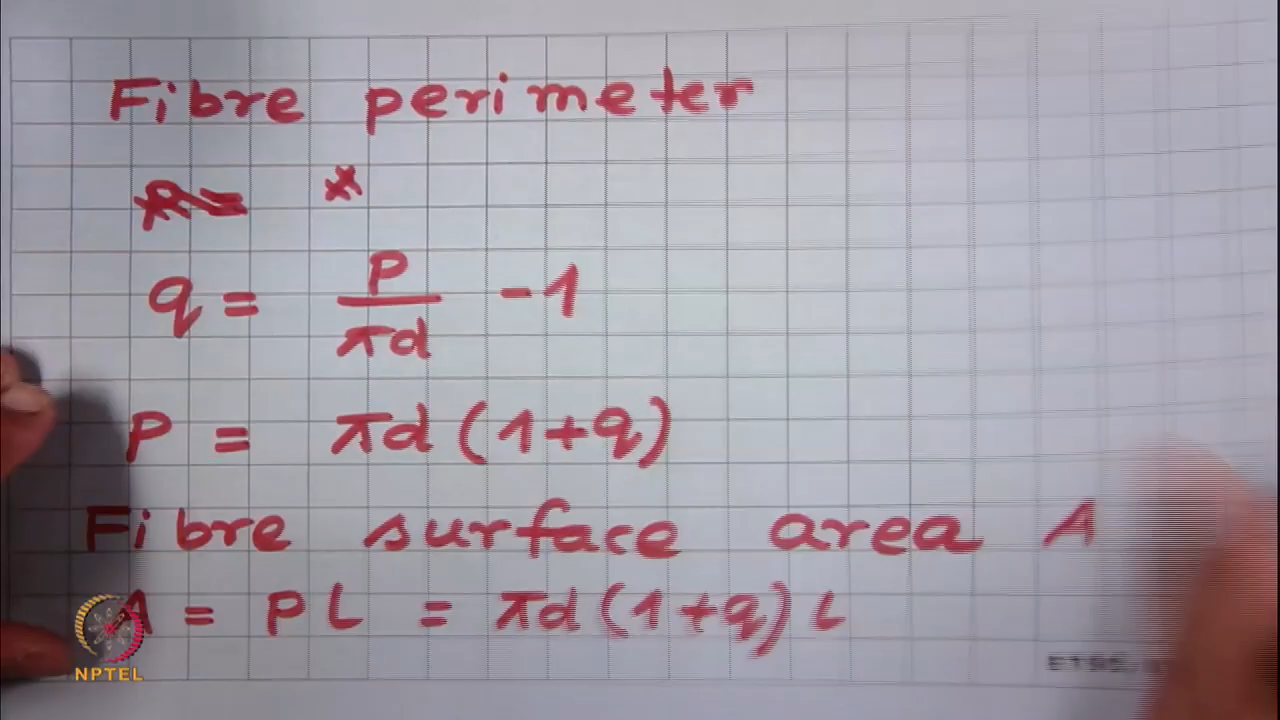 Fibre perimeter
q = p / πd - 1
p = πd (1+q)
Fibre surface area A
A = pl = πd (1+q) l
NPTEL